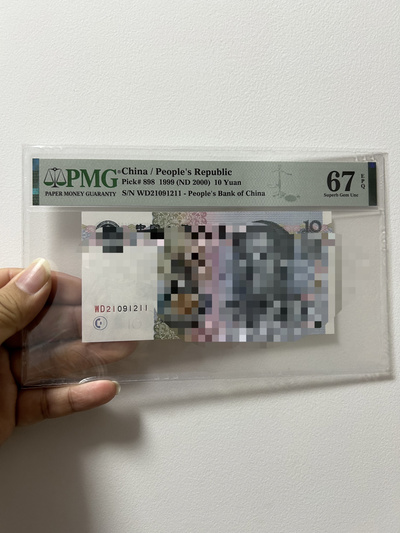 PMG
PAPER MONEY GUARANTY
China / People's Republic
Pick# 898 1999 (ND 2000) 10 Yuan
S/N WD21091211 - People's Bank of China
67 EPQ
Superb Gem Unc
10
WD21091211